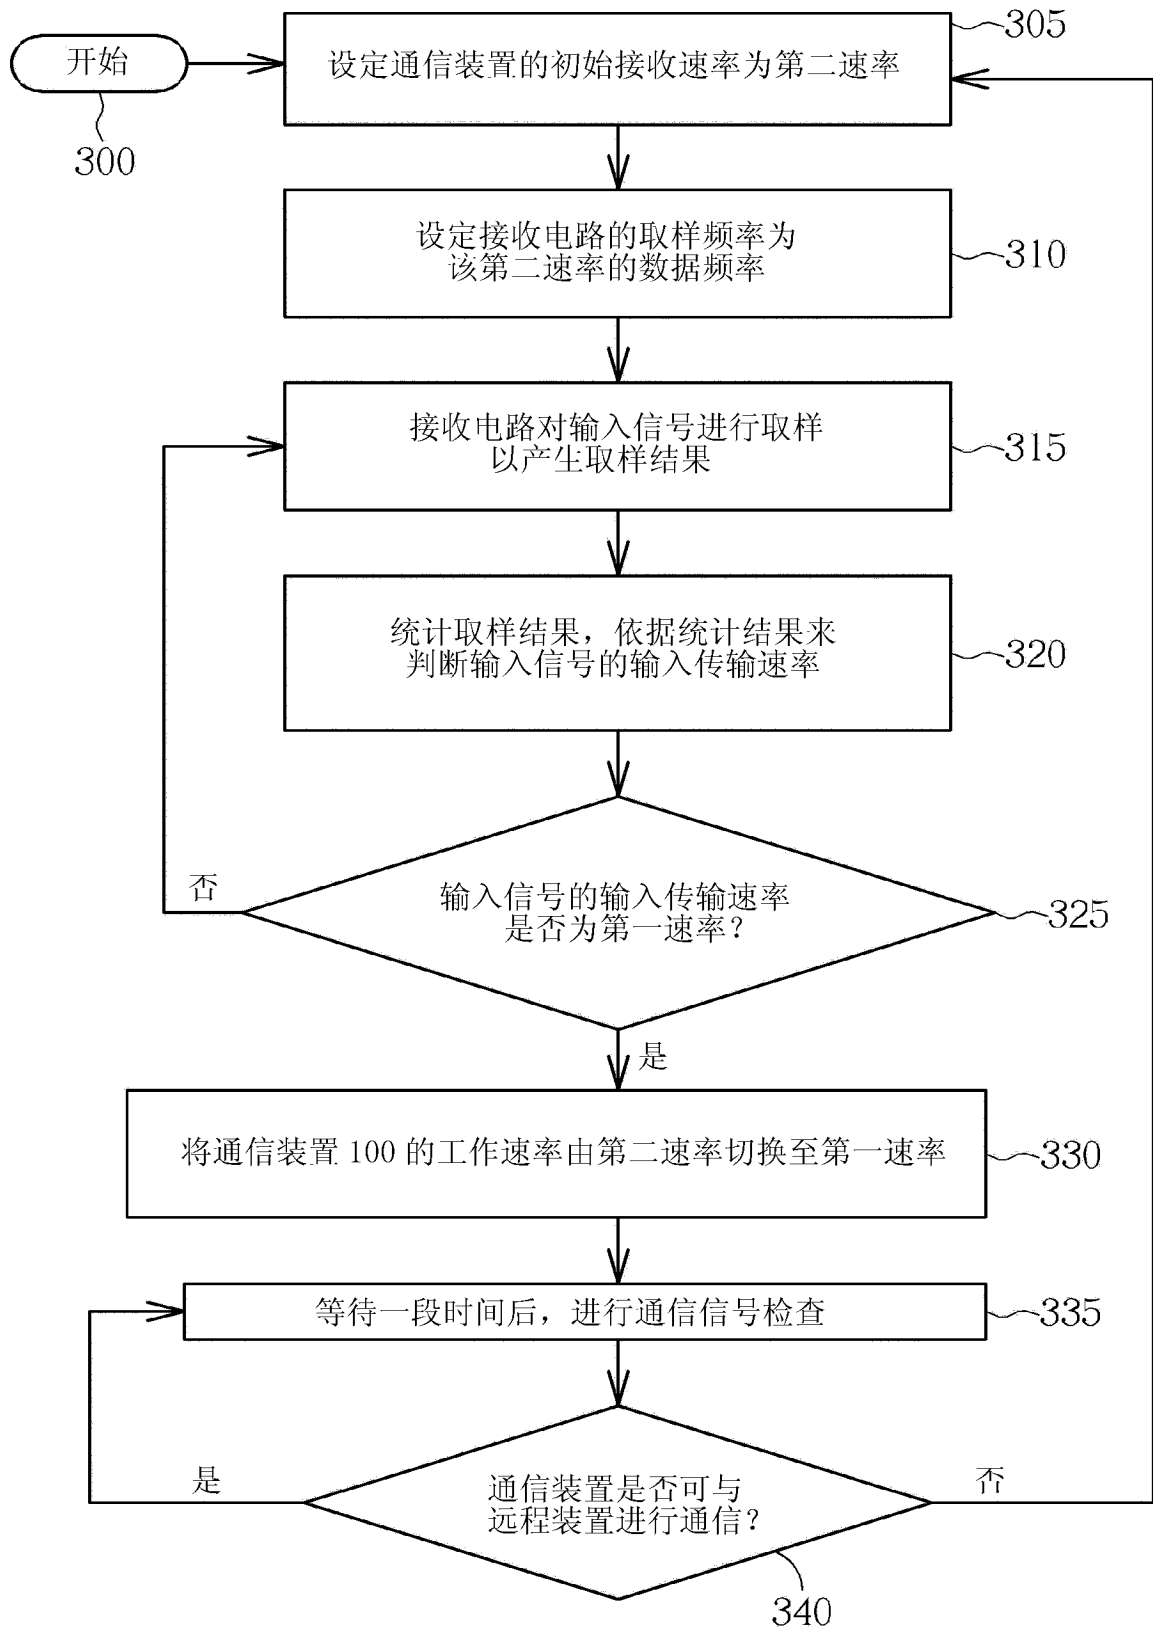 开始
300
设定通信装置的初始接收速率为第二速率
305
设定接收电路的取样频率为
该第二速率的数据频率
310
接收电路对输入信号进行取样
以产生取样结果
315
统计取样结果，依据统计结果来
判断输入信号的输入传输速率
320
输入信号的输入传输速率
是否为第一速率？
325
否
是
将通信装置100的工作速率由第二速率切换至第一速率
330
等待一段时间后，进行通信信号检查
335
通信装置是否可与
远程装置进行通信？
是
否
340